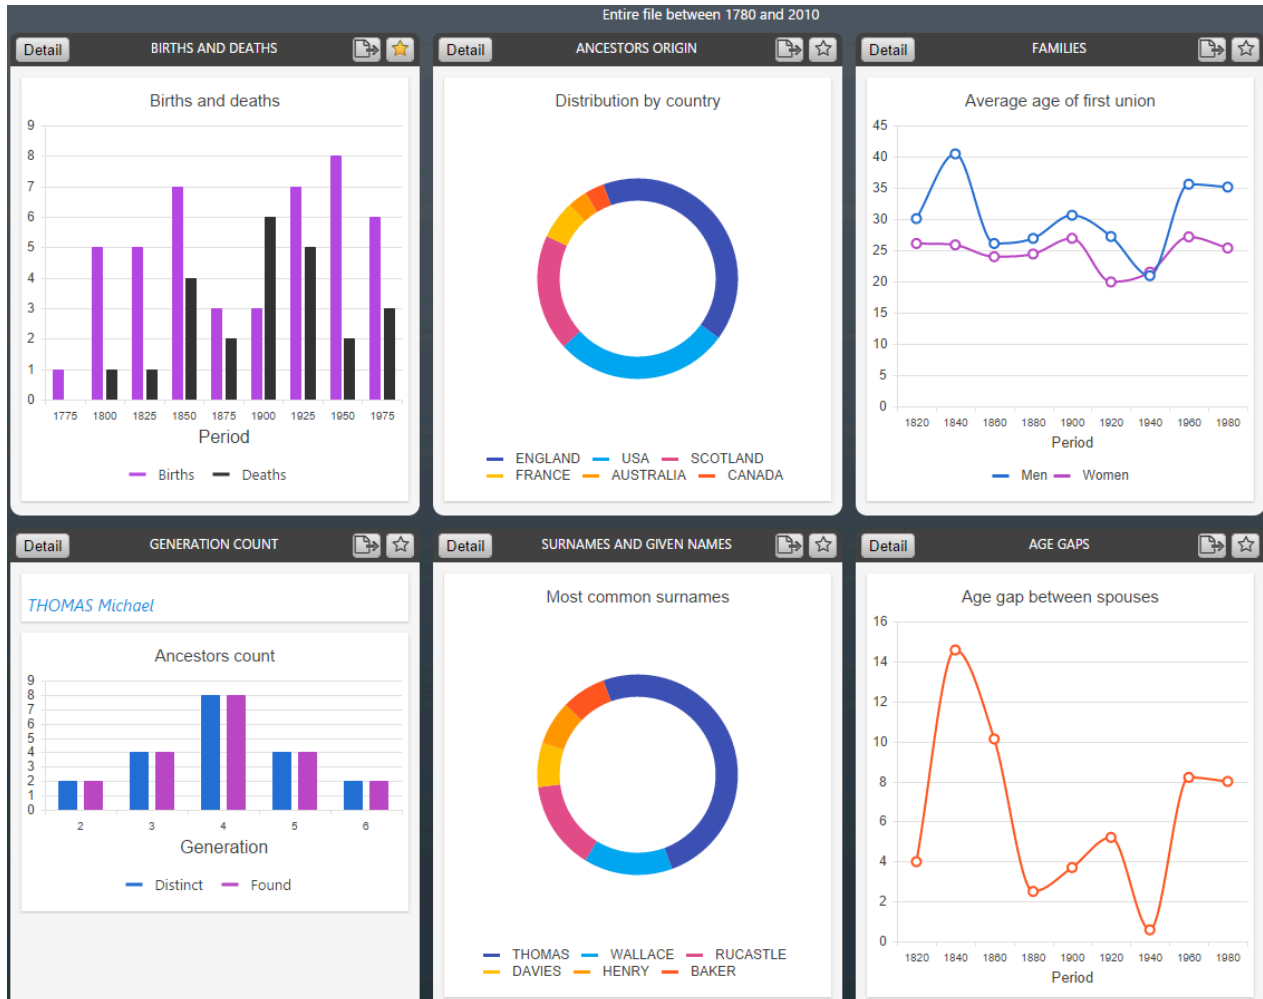 Entire file between 1780 and 2010
Detail BIRTHS AND DEATHS
Births and deaths
9
8
7
6
5
4
3
2
1
0
1775 1800 1825 1850 1875 1900 1925 1950 1975
Period
Births Deaths
Detail ANCESTORS ORIGIN
Distribution by country
ENGLAND USA SCOTLAND
FRANCE AUSTRALIA CANADA
Detail FAMILIES
Average age of first union
45
40
35
30
25
20
15
10
5
0
1820 1840 1860 1880 1900 1920 1940 1960 1980
Period
Men Women
Detail GENERATION COUNT
THOMAS Michael
Ancestors count
9
8
7
6
5
4
3
2
1
0
2 3 4 5 6
Generation
Distinct Found
Detail SURNAMES AND GIVEN NAMES
Most common surnames
THOMAS WALLACE RUCASTLE
DAVIES HENRY BAKER
Detail AGE GAPS
Age gap between spouses
16
14
12
10
8
6
4
2
0
1820 1840 1860 1880 1900 1920 1940 1960 1980
Period